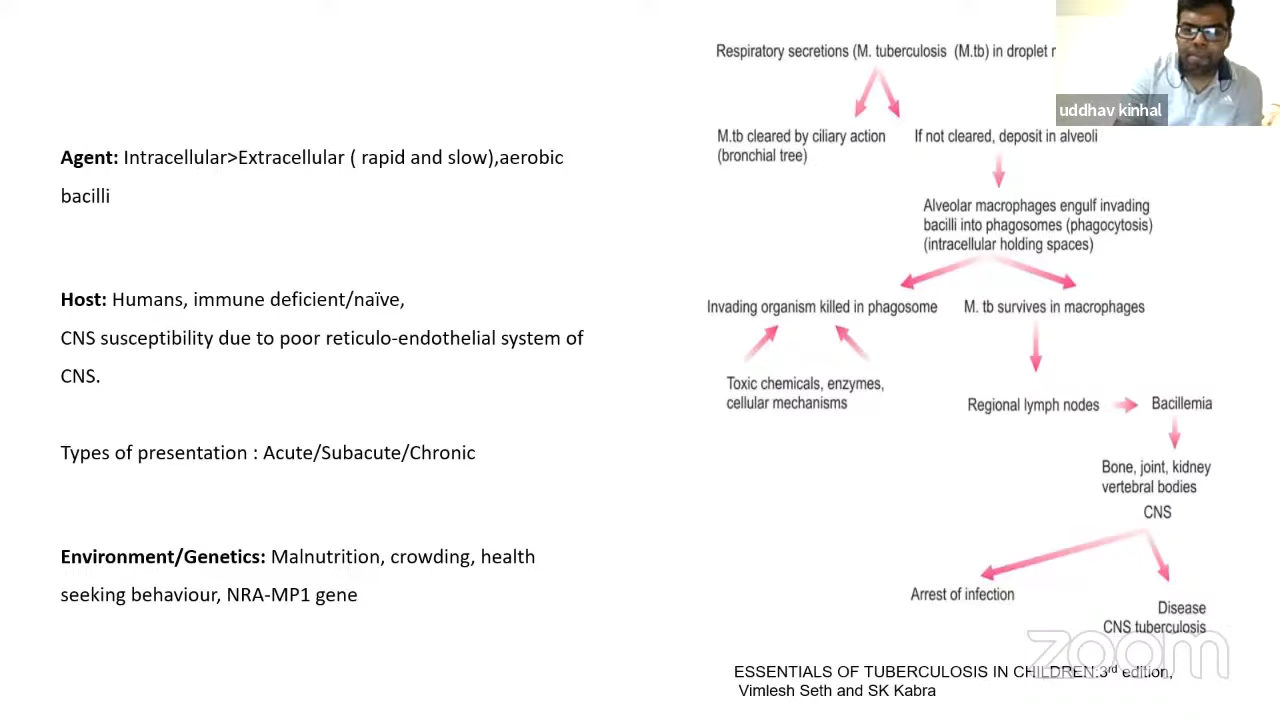 Agent: Intracellular>Extracellular ( rapid and slow),aerobic
bacilli
Host: Humans, immune deficient/naïve,
CNS susceptibility due to poor reticulo-endothelial system of
CNS.
Types of presentation : Acute/Subacute/Chronic
Environment/Genetics: Malnutrition, crowding, health
seeking behaviour, NRA-MP1 gene
Respiratory secretions (M. tuberculosis (M.tb) in droplet
uddhav kinhal
M.tb cleared by ciliary action
(bronchial tree)
If not cleared, deposit in alveoli
Alveolar macrophages engulf invading
bacilli into phagosomes (phagocytosis)
(intracellular holding spaces)
Invading organism killed in phagosome
M. tb survives in macrophages
Toxic chemicals, enzymes,
cellular mechanisms
Regional lymph nodes
Bacillemia
Bone, joint, kidney
vertebral bodies
CNS
Arrest of infection
Disease
CNS tuberculosis
zoom
ESSENTIALS OF TUBERCULOSIS IN CHILDREN:3rd edition,
Vimlesh Seth and SK Kabra